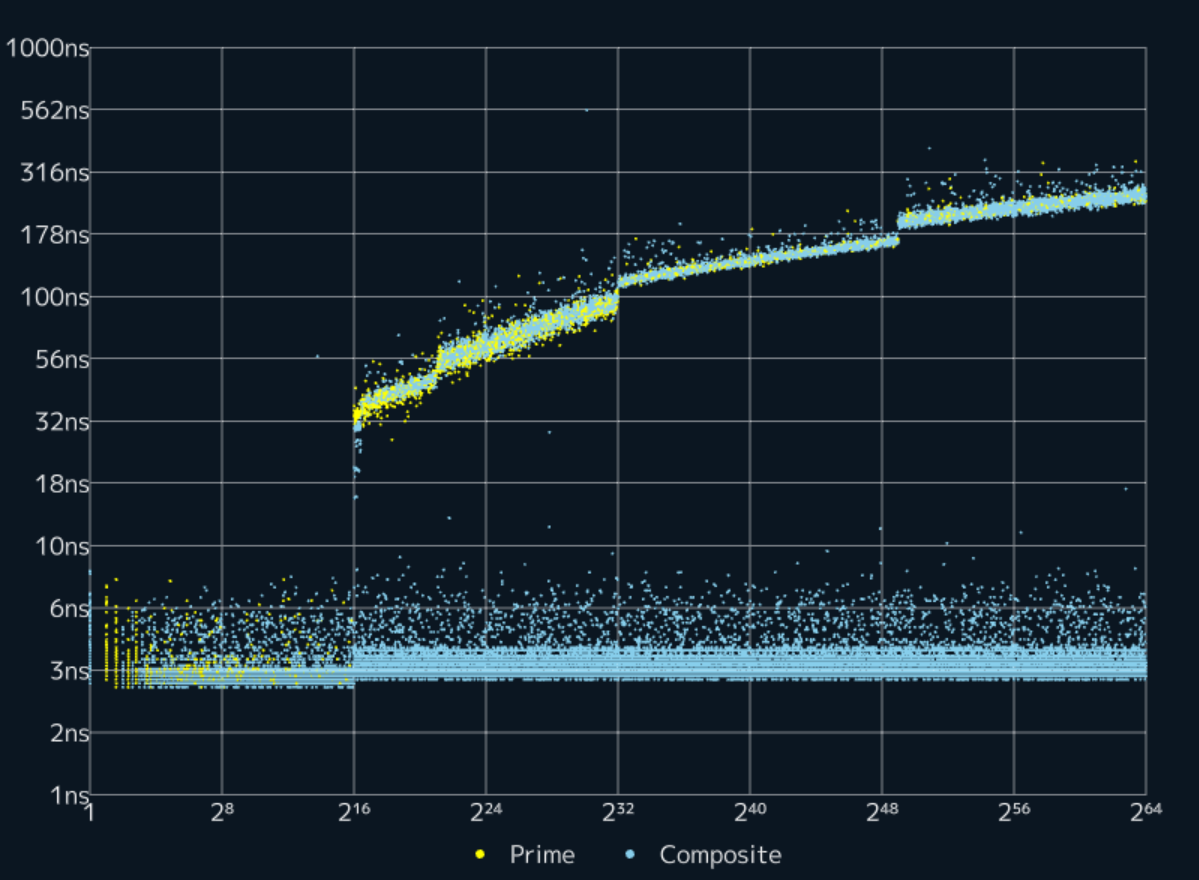 1000ns
562ns
316ns
178ns
100ns
56ns
32ns
18ns
10ns
6ns
3ns
2ns
1ns
1 2⁸ 2¹⁶ 2²⁴ 2³² 2⁴⁰ 2⁴⁸ 2⁵⁶ 2⁶⁴
Prime Composite